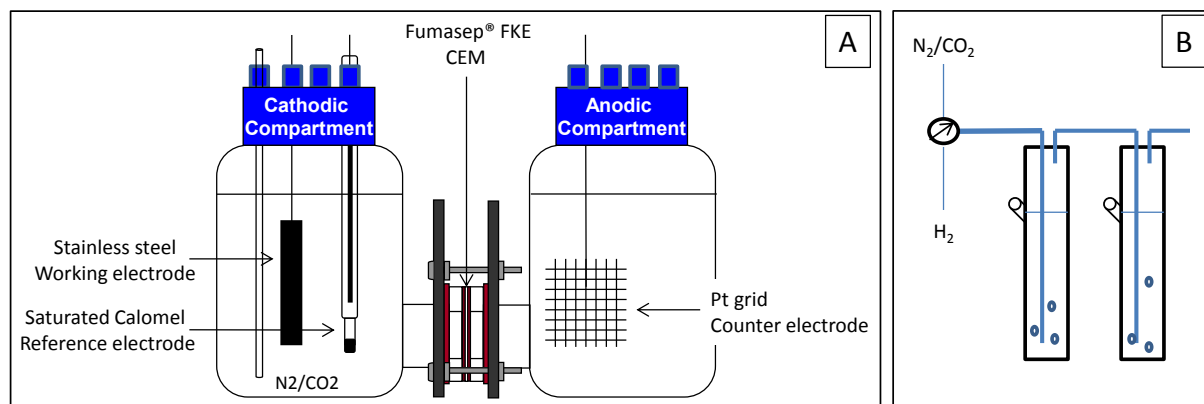 Fumasep® FKE
CEM
A
Cathodic
Compartment
Anodic
Compartment
Stainless steel
Working electrode
Saturated Calomel
Reference electrode
N2/CO2
Pt grid
Counter electrode
B
N₂/CO₂
H₂